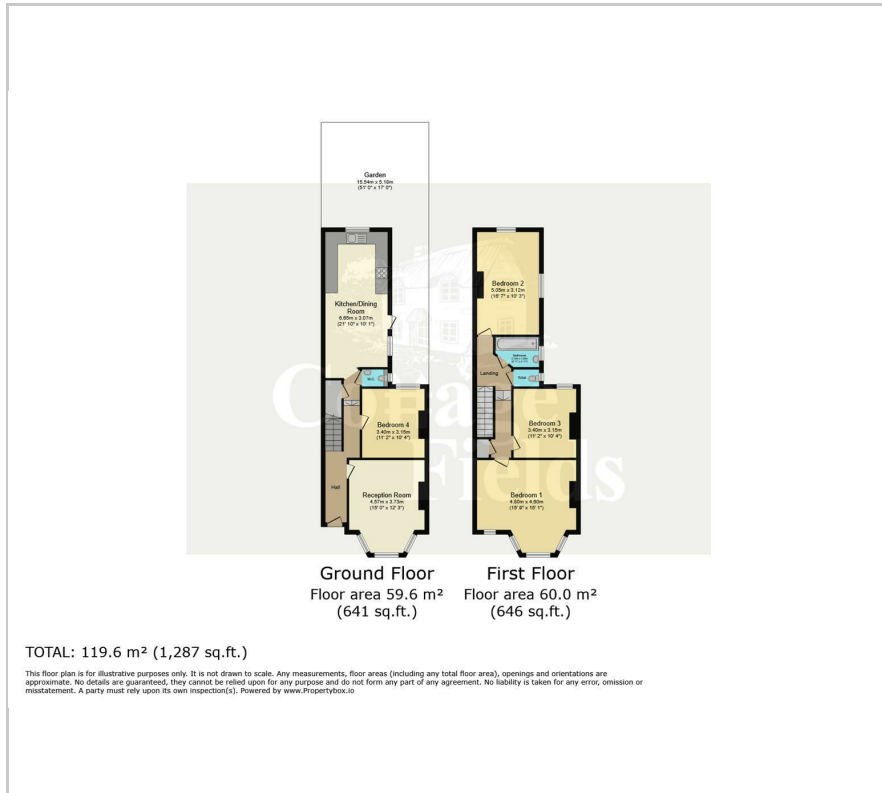 Garden
15.54m x 5.18m
(51' 0" x 17' 0")
Kitchen/Dining
Room
6.65m x 3.07m
(21' 10" x 10' 1")
W.C
Bedroom 4
3.40m x 3.15m
(11' 2" x 10' 4")
Hall
Reception Room
4.57m x 3.73m
(15' 0" x 12' 3")
Bedroom 2
5.05m x 3.12m
(16' 7" x 10' 3")
Bathroom
Landing
Toilet
Bedroom 3
3.40m x 3.15m
(11' 2" x 10' 4")
Bedroom 1
4.80m x 4.60m
(15' 9" x 15' 1")
Cottage
Fields
Ground Floor
Floor area 59.6 m²
(641 sq.ft.)
First Floor
Floor area 60.0 m²
(646 sq.ft.)
TOTAL: 119.6 m² (1,287 sq.ft.)
This floor plan is for illustrative purposes only. It is not drawn to scale. Any measurements, floor areas (including any total floor area), openings and orientations are
approximate. No details are guaranteed, they cannot be relied upon for any purpose and do not form any part of any agreement. No liability is taken for any error, omission or
misstatement. A party must rely upon its own inspection(s). Powered by www.Propertybox.io